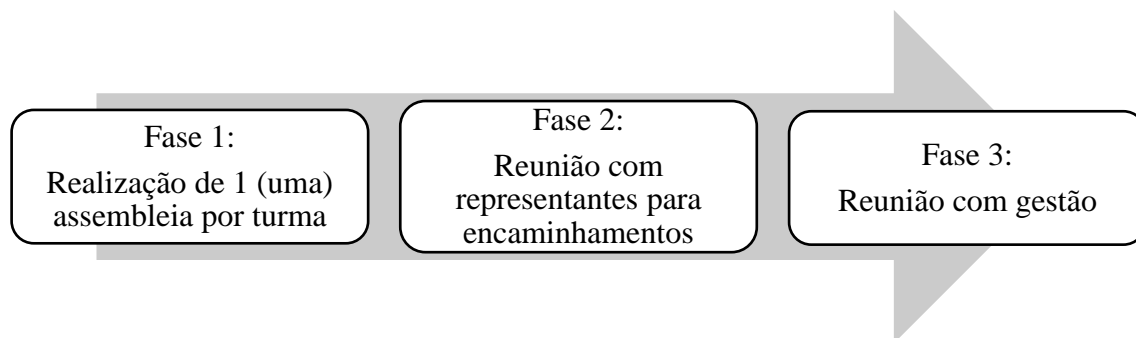 Fase 1:
Realização de 1 (uma)
assembleia por turma
Fase 2:
Reunião com
representantes para
encaminhamentos
Fase 3:
Reunião com gestão